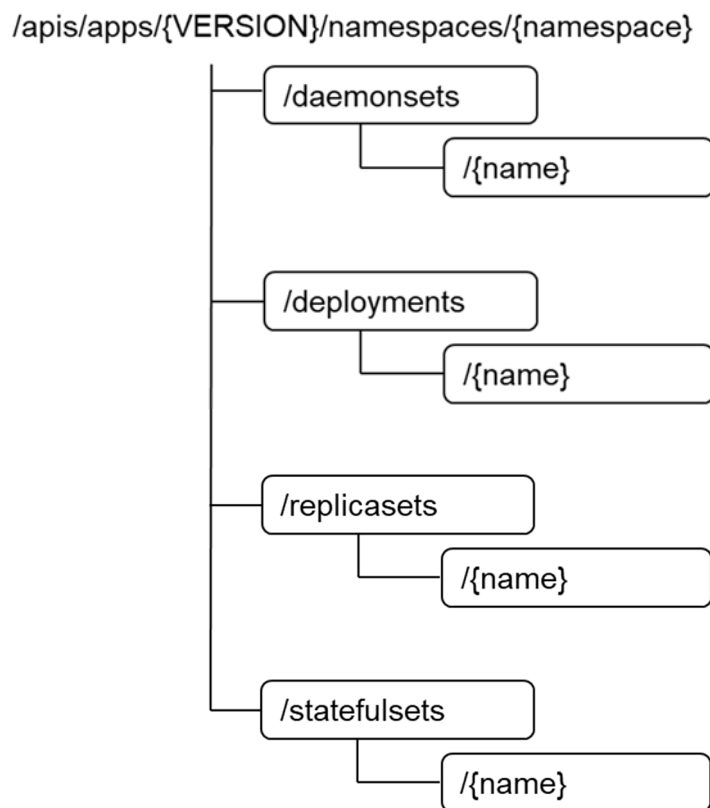 /apis/apps/{VERSION}/namespaces/{namespace}
/daemonsets
/{name}
/deployments
/{name}
/replicasets
/{name}
/statefulsets
/{name}